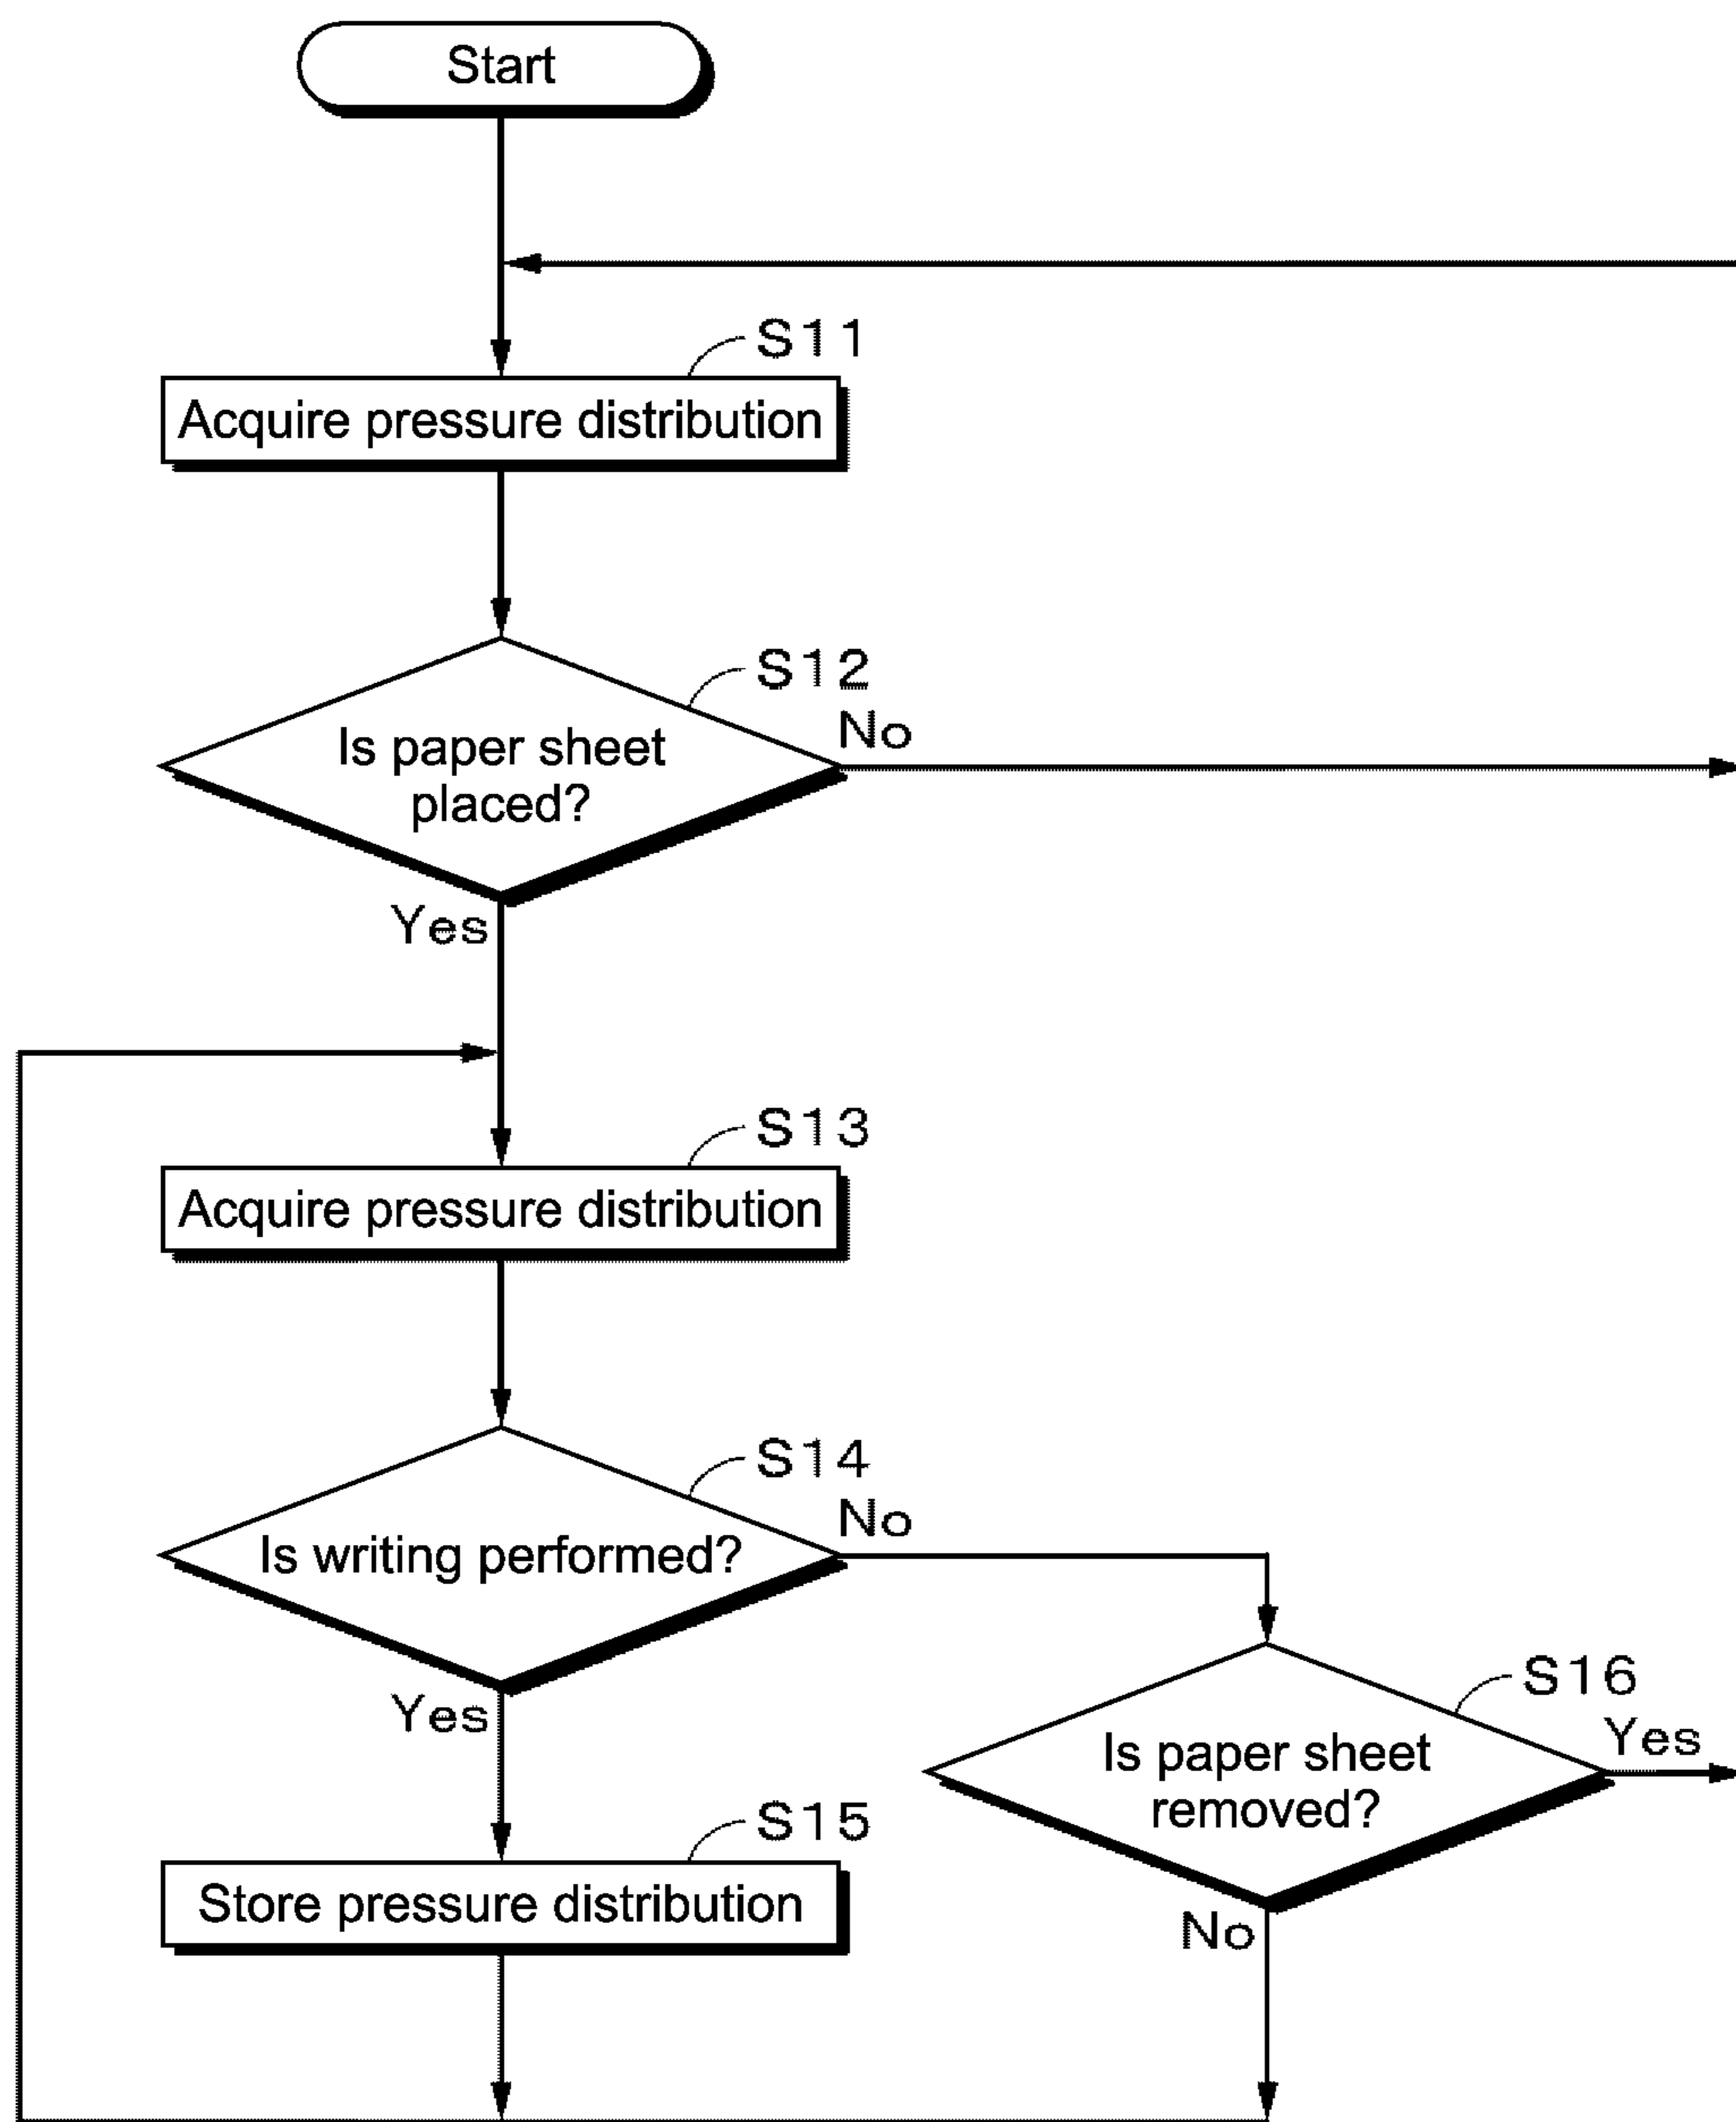 Start
S11
Acquire pressure distribution
S12
No
Is paper sheet
placed?
Yes
S13
Acquire pressure distribution
S14
No
Is writing performed?
Yes
S16
Yes
Is paper sheet
removed?
No
S15
Store pressure distribution